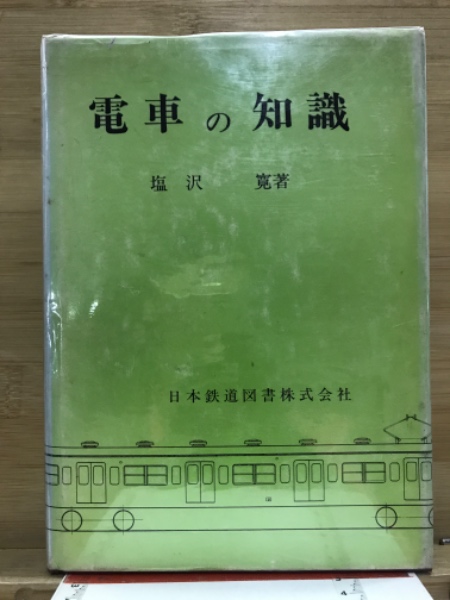 電車の知識
塩沢 寛著
日本鉄道図書株式会社